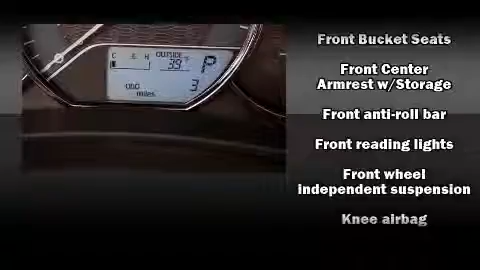 Front Bucket Seats
Front Center
Armrest w/Storage
Front anti-roll bar
Front reading lights
Front wheel
independent suspension
Knee airbag
C H OUTSIDE
39 °F P
ODO
miles 3